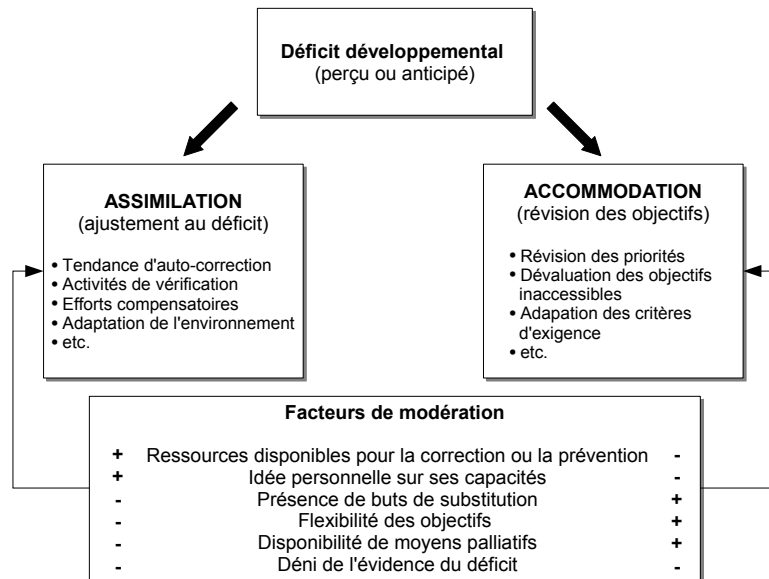 Déficit développemental
(perçu ou anticipé)
ASSIMILATION
(ajustement au déficit)
• Tendance d'auto-correction
• Activités de vérification
• Efforts compensatoires
• Adaptation de l'environnement
• etc.
ACCOMMODATION
(révision des objectifs)
• Révision des priorités
• Dévaluation des objectifs
inaccessibles
• Adapation des critères
d'exigence
• etc.
Facteurs de modération
+ Ressources disponibles pour la correction ou la prévention -
+ Idée personnelle sur ses capacités -
- Présence de buts de substitution +
- Flexibilité des objectifs +
- Disponibilité de moyens palliatifs +
- Déni de l'évidence du déficit -